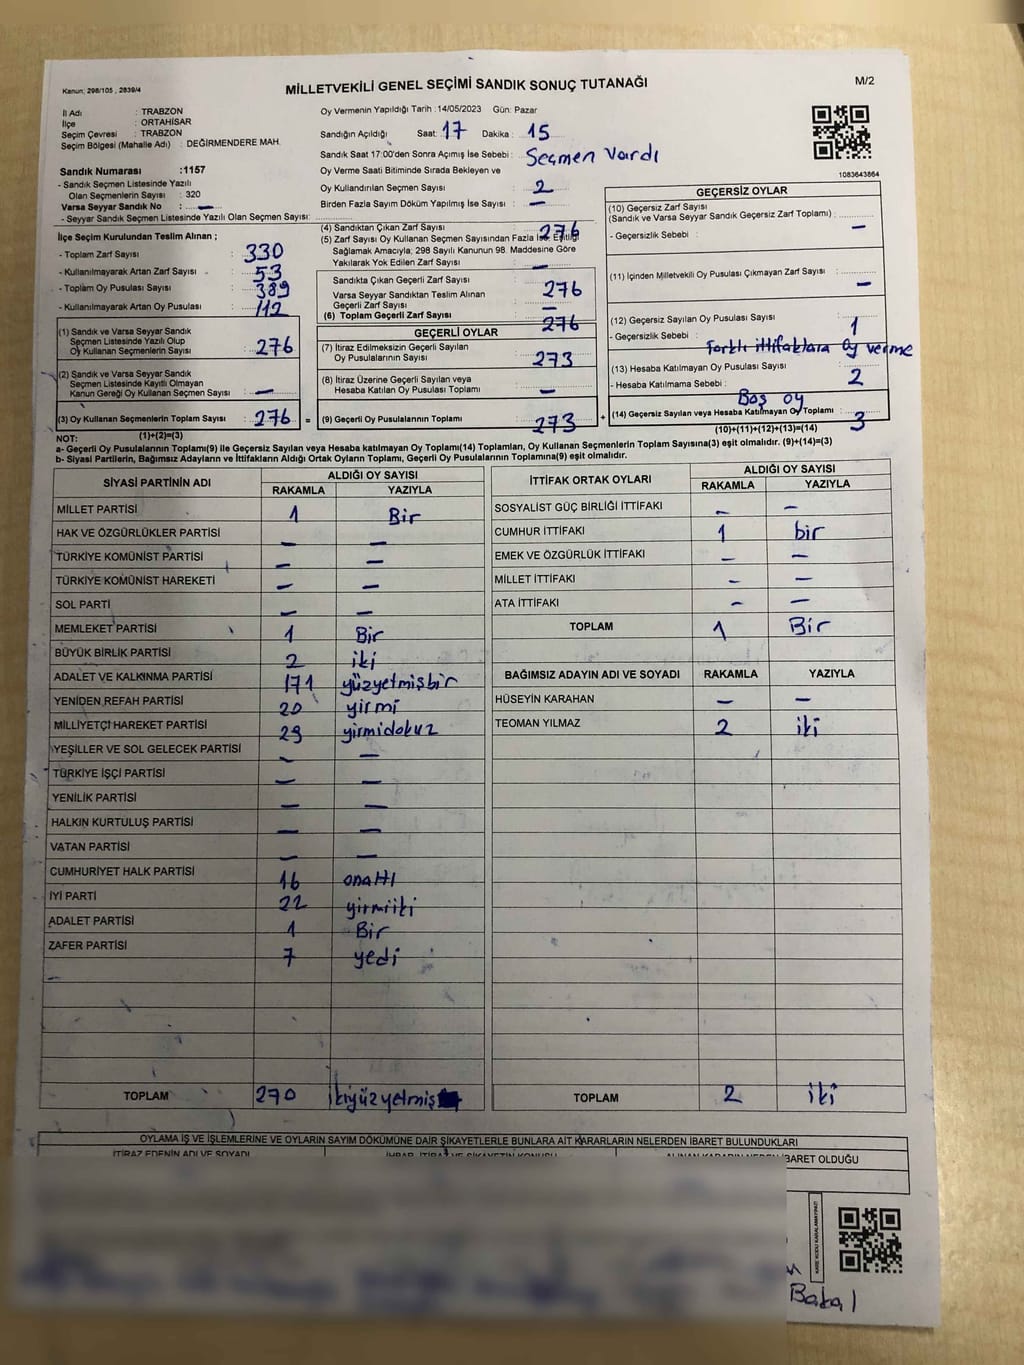 Kanun; 298/105 , 2839/4
MİLLETVEKİLİ GENEL SEÇİMİ SANDIK SONUÇ TUTANAĞI
M/2
İl Adı : TRABZON
İlçe : ORTAHİSAR
Seçim Çevresi : TRABZON
Seçim Bölgesi (Mahalle Adı) : DEĞİRMENDERE MAH.
Oy Vermenin Yapıldığı Tarih :14/05/2023 Gün: Pazar
Sandığın Açıldığı Saat: 17 Dakika : 15
Sandık Saat 17:00'den Sonra Açımış İse Sebebi : Seçmen Vardı
Oy Verme Saati Bitiminde Sırada Bekleyen ve
Oy Kullandırılan Seçmen Sayısı : 2
Birden Fazla Sayım Döküm Yapılmış İse Sayısı : —
Sandık Numarası :1157
- Sandık Seçmen Listesinde Yazılı
Olan Seçmenlerin Sayısı : 320
Varsa Seyyar Sandık No : —
- Seyyar Sandık Seçmen Listesinde Yazılı Olan Seçmen Sayısı:
1083643864
İlçe Seçim Kurulundan Teslim Alınan ;
- Toplam Zarf Sayısı : 330
- Kullanılmayarak Artan Zarf Sayısı : 53
- Toplam Oy Pusulası Sayısı : 389
- Kullanılmayarak Artan Oy Pusulası : 112
(1) Sandık ve Varsa Seyyar Sandık
Seçmen Listesinde Yazılı Olup
Oy Kullanan Seçmenlerin Sayısı : 276
(2) Sandık ve Varsa Seyyar Sandık
Seçmen Listesinde Kayıtlı Olmayan
Kanun Gereği Oy Kullanan Seçmen Sayısı : —
(3) Oy Kullanan Seçmenlerin Toplam Sayısı : 276 =
(1)+(2)=(3)
(4) Sandıktan Çıkan Zarf Sayısı : 276
(5) Zarf Sayısı Oy Kullanan Seçmen Sayısından Fazla İse, Eşitliği
Sağlamak Amacıyla; 298 Sayılı Kanunun 98. Maddesine Göre
Yakılarak Yok Edilen Zarf Sayısı : —
Sandıkta Çıkan Geçerli Zarf Sayısı : 276
Varsa Seyyar Sandıktan Teslim Alınan
Geçerli Zarf Sayısı : —
(6) Toplam Geçerli Zarf Sayısı : 276
GEÇERLİ OYLAR
(7) İtiraz Edilmeksizin Geçerli Sayılan
Oy Pusulalarının Sayısı : 273
(8) İtiraz Üzerine Geçerli Sayılan veya
Hesaba Katılan Oy Pusulası Toplamı : —
(9) Geçerli Oy Pusulalarının Toplamı : 273 +
GEÇERSİZ OYLAR
(10) Geçersiz Zarf Sayısı
(Sandık ve Varsa Seyyar Sandık Geçersiz Zarf Toplamı) : —
- Geçersizlik Sebebi :
(11) İçinden Milletvekili Oy Pusulası Çıkmayan Zarf Sayısı : —
(12) Geçersiz Sayılan Oy Pusulası Sayısı : 1
- Geçersizlik Sebebi : farklı ittifaklara oy verme
(13) Hesaba Katılmayan Oy Pusulası Sayısı : 2
- Hesaba Katılmama Sebebi : Boş oy
(14) Geçersiz Sayılan veya Hesaba Katılmayan Oy Toplamı : 3
(10)+(11)+(12)+(13)=(14)
NOT:
a- Geçerli Oy Pusulalarının Toplamı(9) ile Geçersiz Sayılan veya Hesaba katılmayan Oy Toplamı(14) Toplamları, Oy Kullanan Seçmenlerin Toplam Sayısına(3) eşit olmalıdır. (9)+(14)=(3)
b- Siyasi Partilerin, Bağımsız Adayların ve İttifakların Aldığı Ortak Oyların Toplamı, Geçerli Oy Pusulalarının Toplamına(9) eşit olmalıdır.
SİYASİ PARTİNİN ADI ALDIĞI OY SAYISI
RAKAMLA YAZIYLA
MİLLET PARTİSİ 1 Bir
HAK VE ÖZGÜRLÜKLER PARTİSİ — —
TÜRKİYE KOMÜNİST PARTİSİ — —
TÜRKİYE KOMÜNİST HAREKETİ — —
SOL PARTİ — —
MEMLEKET PARTİSİ 1 Bir
BÜYÜK BİRLİK PARTİSİ 2 iki
ADALET VE KALKINMA PARTİSİ 171 yüzyetmişbir
YENİDEN REFAH PARTİSİ 20 yirmi
MİLLİYETÇİ HAREKET PARTİSİ 29 yirmidokuz
YEŞİLLER VE SOL GELECEK PARTİSİ — —
TÜRKİYE İŞÇİ PARTİSİ — —
YENİLİK PARTİSİ — —
HALKIN KURTULUŞ PARTİSİ — —
VATAN PARTİSİ — —
CUMHURİYET HALK PARTİSİ 16 onaltı
İYİ PARTİ 22 yirmiiki
ADALET PARTİSİ 1 Bir
ZAFER PARTİSİ 7 yedi
TOPLAM 270 ikiyüzyetmiş
İTTİFAK ORTAK OYLARI ALDIĞI OY SAYISI
RAKAMLA YAZIYLA
SOSYALİST GÜÇ BİRLİĞİ İTTİFAKI — —
CUMHUR İTTİFAKI 1 bir
EMEK VE ÖZGÜRLÜK İTTİFAKI — —
MİLLET İTTİFAKI — —
ATA İTTİFAKI — —
TOPLAM 1 Bir
BAĞIMSIZ ADAYIN ADI VE SOYADI RAKAMLA YAZIYLA
HÜSEYİN KARAHAN — —
TEOMAN YILMAZ 2 iki
TOPLAM 2 iki
OYLAMA İŞ VE İŞLEMLERİNE VE OYLARIN SAYIM DÖKÜMÜNE DAİR ŞİKAYETLERLE BUNLARA AİT KARARLARIN NELERDEN İBARET BULUNDUKLARI
İTİRAZ EDENİN ADI VE SOYADI
İHBAR, İTİRAZ VE ŞİKAYETİN KONUSU
ALINAN KARARIN NEDEN İBARET OLDUĞU
KARE KODU KARALAMAYINIZ!
Bakal